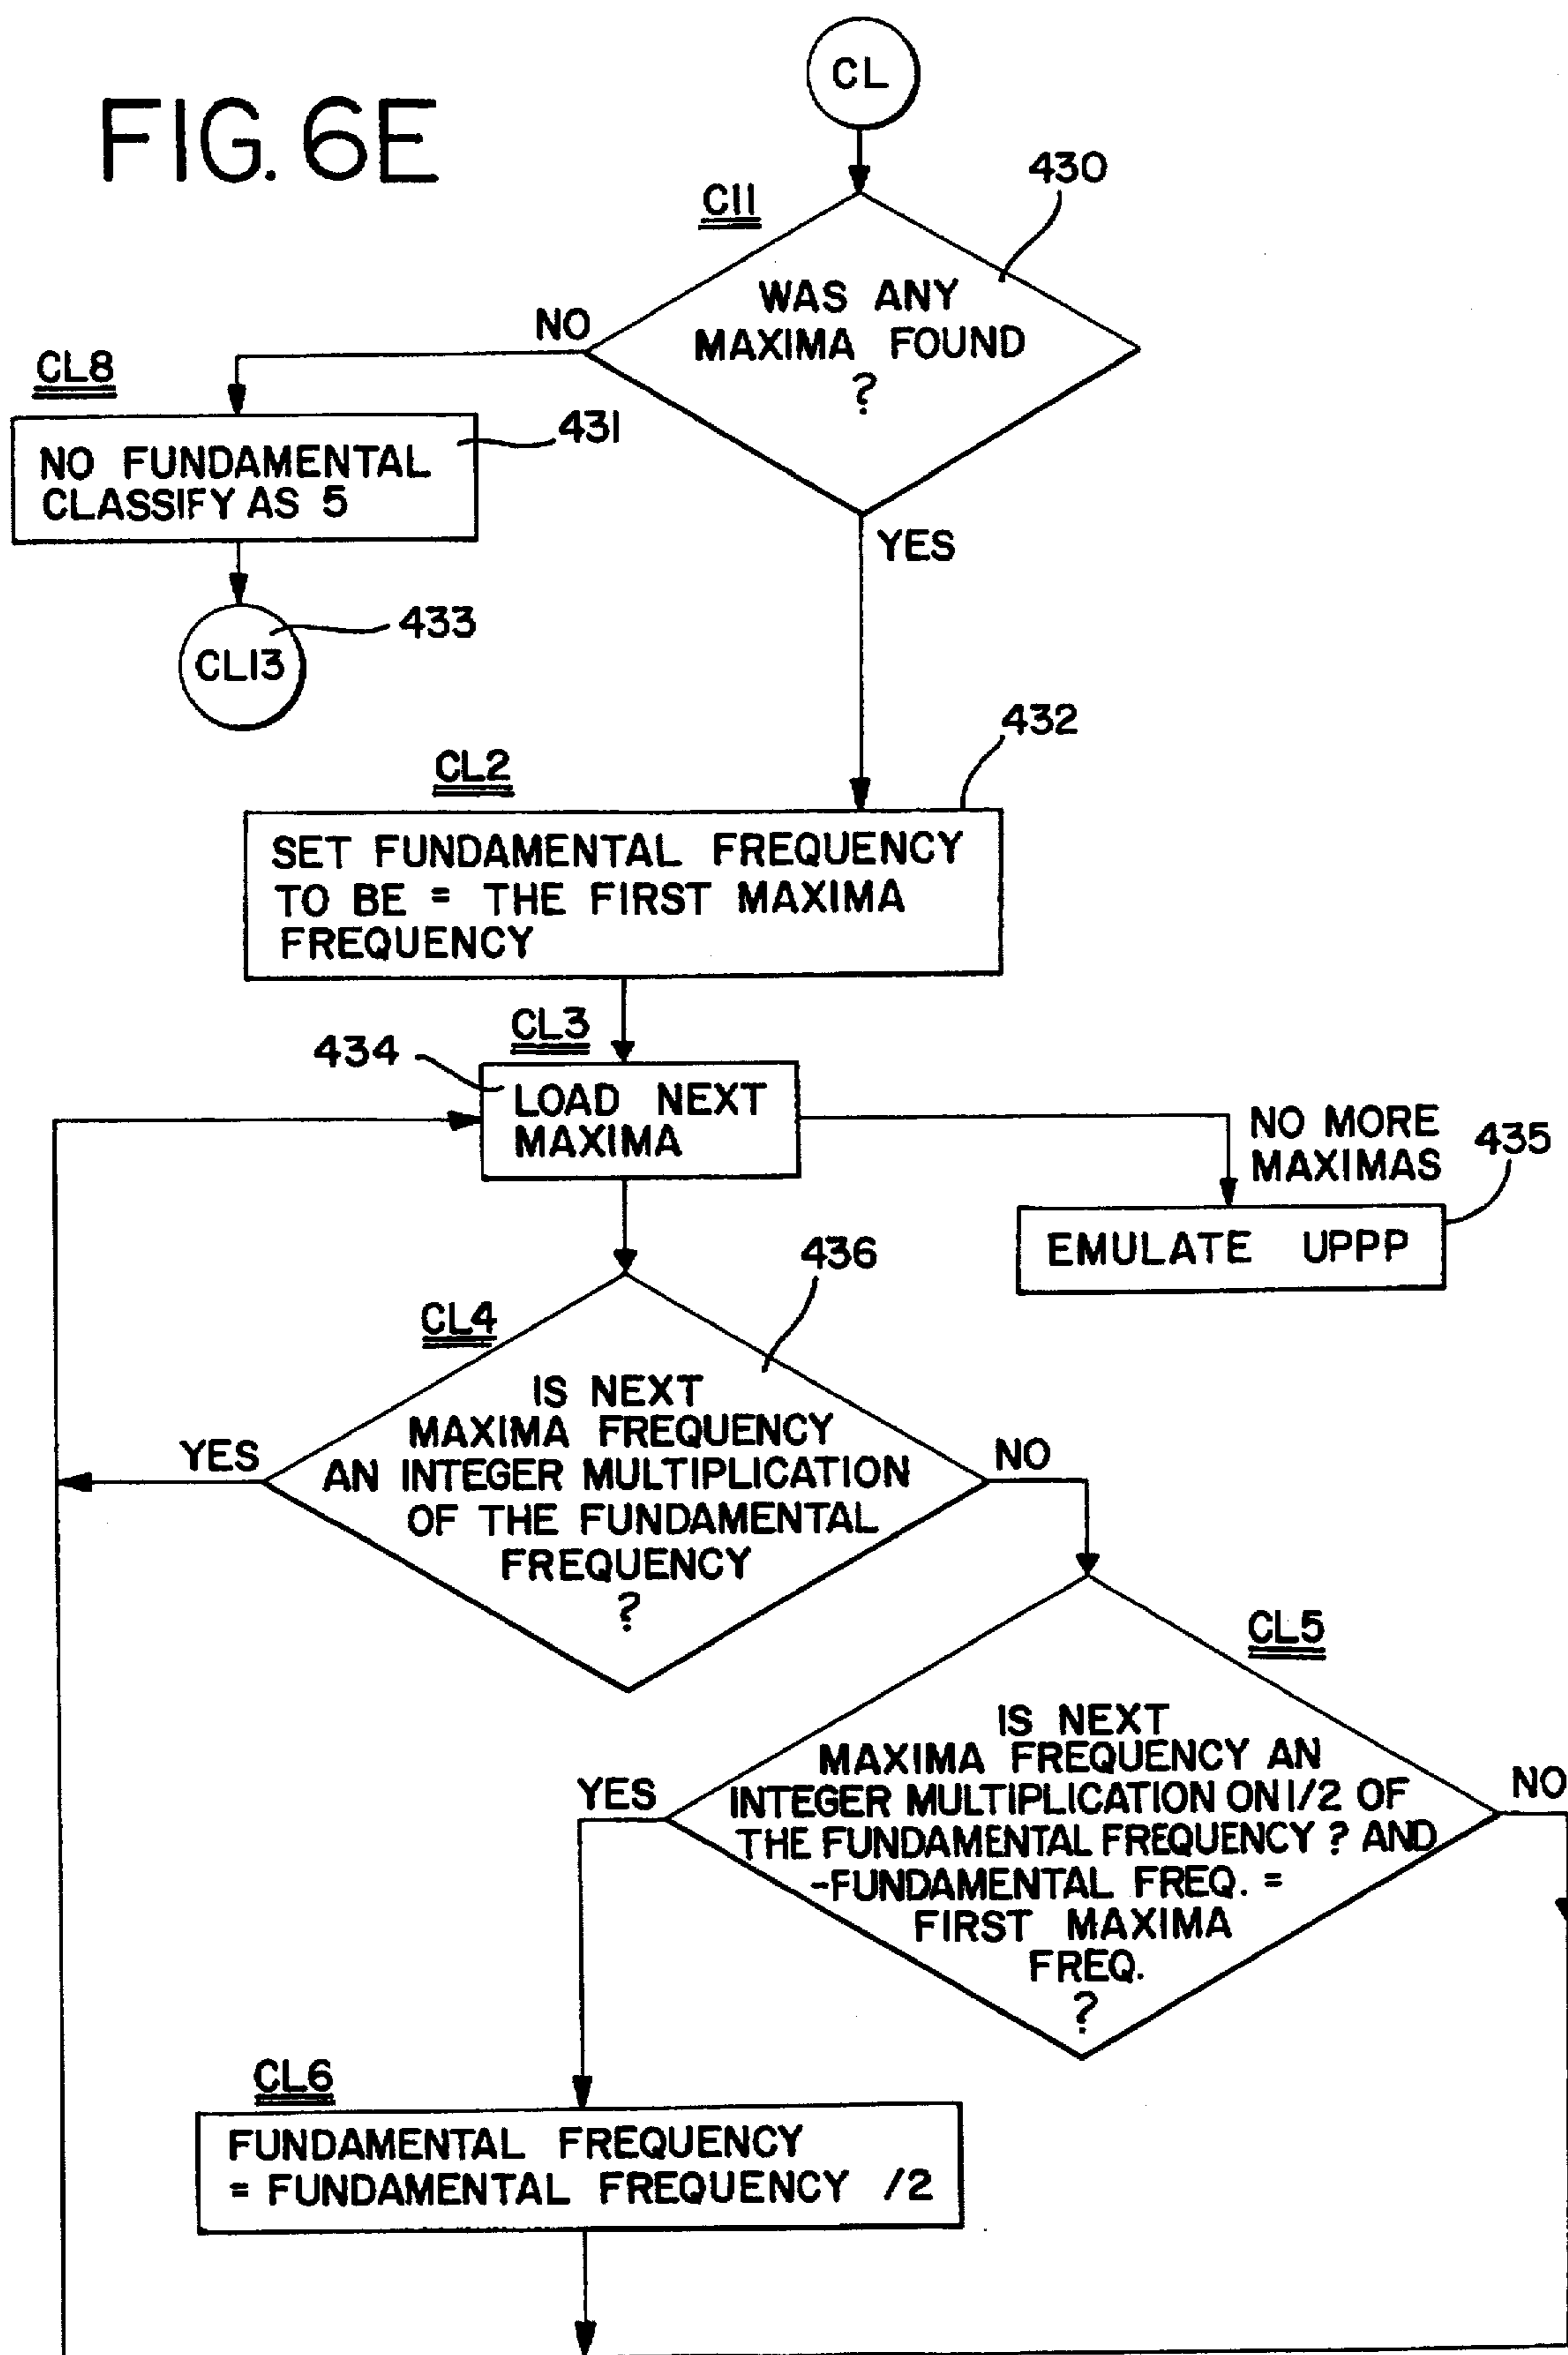 FIG. 6E
CL
430
C11
WAS ANY
MAXIMA FOUND
?
NO
CL8
431
NO FUNDAMENTAL
CLASSIFY AS 5
YES
433
CL13
432
CL2
SET FUNDAMENTAL FREQUENCY
TO BE = THE FIRST MAXIMA
FREQUENCY
CL3
434
LOAD NEXT
MAXIMA
NO MORE
MAXIMAS
435
EMULATE UPPP
436
CL4
IS NEXT
MAXIMA FREQUENCY
AN INTEGER MULTIPLICATION
OF THE FUNDAMENTAL
FREQUENCY
?
YES
NO
CL5
IS NEXT
MAXIMA FREQUENCY AN
INTEGER MULTIPLICATION ON 1/2 OF
THE FUNDAMENTAL FREQUENCY ? AND
-FUNDAMENTAL FREQ. =
FIRST MAXIMA
FREQ.
?
YES
NO
CL6
FUNDAMENTAL FREQUENCY
= FUNDAMENTAL FREQUENCY /2